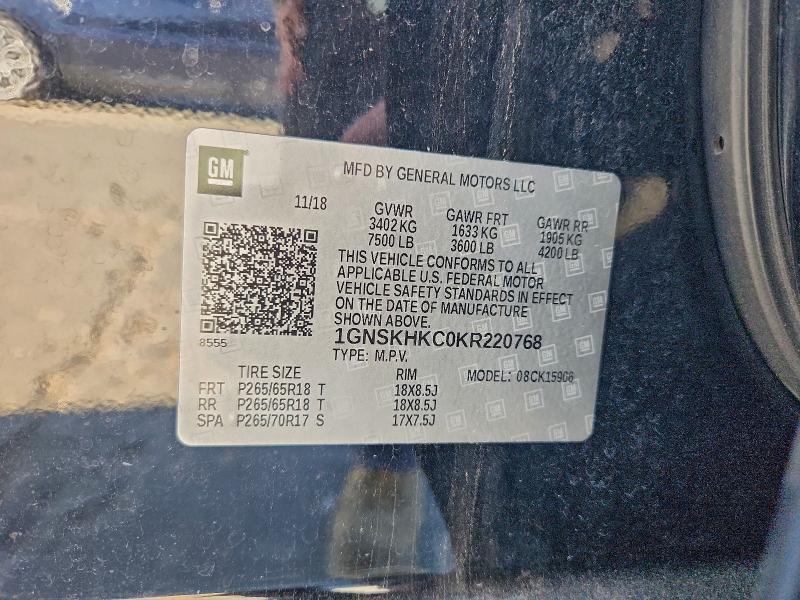 GM
MFD BY GENERAL MOTORS LLC
11/18
GVWR GAWR FRT GAWR RR
3402 KG 1633 KG 1905 KG
7500 LB 3600 LB 4200 LB
THIS VEHICLE CONFORMS TO ALL
APPLICABLE U.S. FEDERAL MOTOR
VEHICLE SAFETY STANDARDS IN EFFECT
ON THE DATE OF MANUFACTURE
SHOWN ABOVE.
8555
1GNSKHKC0KR220768
TYPE: M.P.V.
TIRE SIZE RIM MODEL: 08CK15906
FRT P265/65R18 T 18X8.5J
RR P265/65R18 T 18X8.5J
SPA P265/70R17 S 17X7.5J